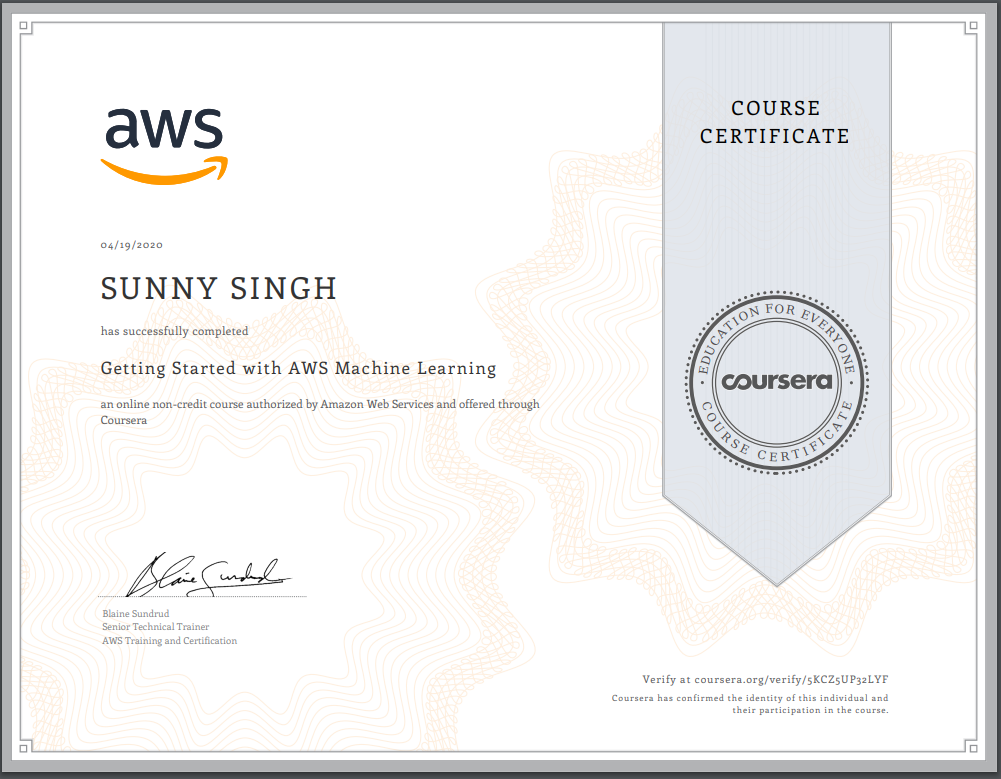 aws
COURSE
CERTIFICATE
04/19/2020
SUNNY SINGH
has successfully completed
Getting Started with AWS Machine Learning
an online non-credit course authorized by Amazon Web Services and offered through
Coursera
EDUCATION FOR EVERYONE
coursera
COURSE CERTIFICATE
Blaine Sundrud
Blaine Sundrud
Senior Technical Trainer
AWS Training and Certification
Verify at coursera.org/verify/5KCZ5UP32LYF
Coursera has confirmed the identity of this individual and
their participation in the course.